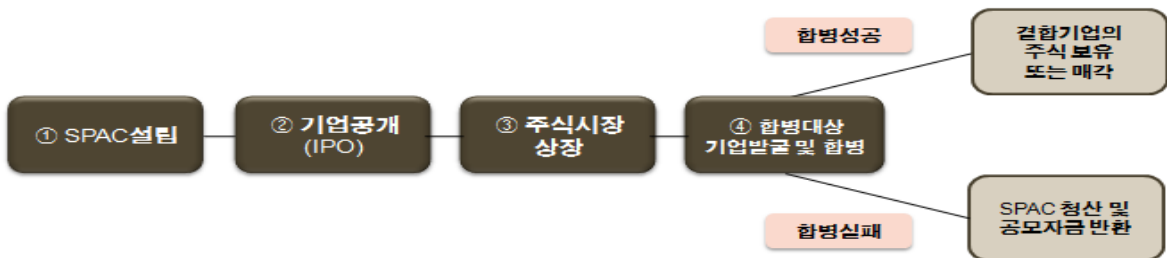 합병성공
결합기업의
주식 보유
또는 매각
① SPAC설립
② 기업공개
(IPO)
③ 주식시장
상장
④ 합병대상
기업발굴 및 합병
합병실패
SPAC 청산 및
공모자금 반환